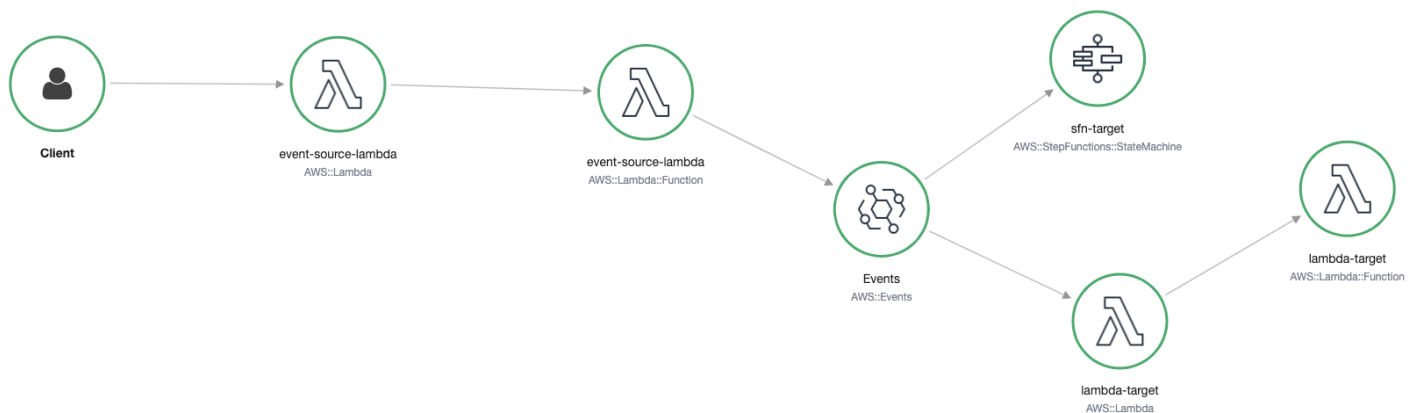 Client
event-source-lambda
AWS::Lambda
event-source-lambda
AWS::Lambda::Function
Events
AWS::Events
sfn-target
AWS::StepFunctions::StateMachine
lambda-target
AWS::Lambda
lambda-target
AWS::Lambda::Function